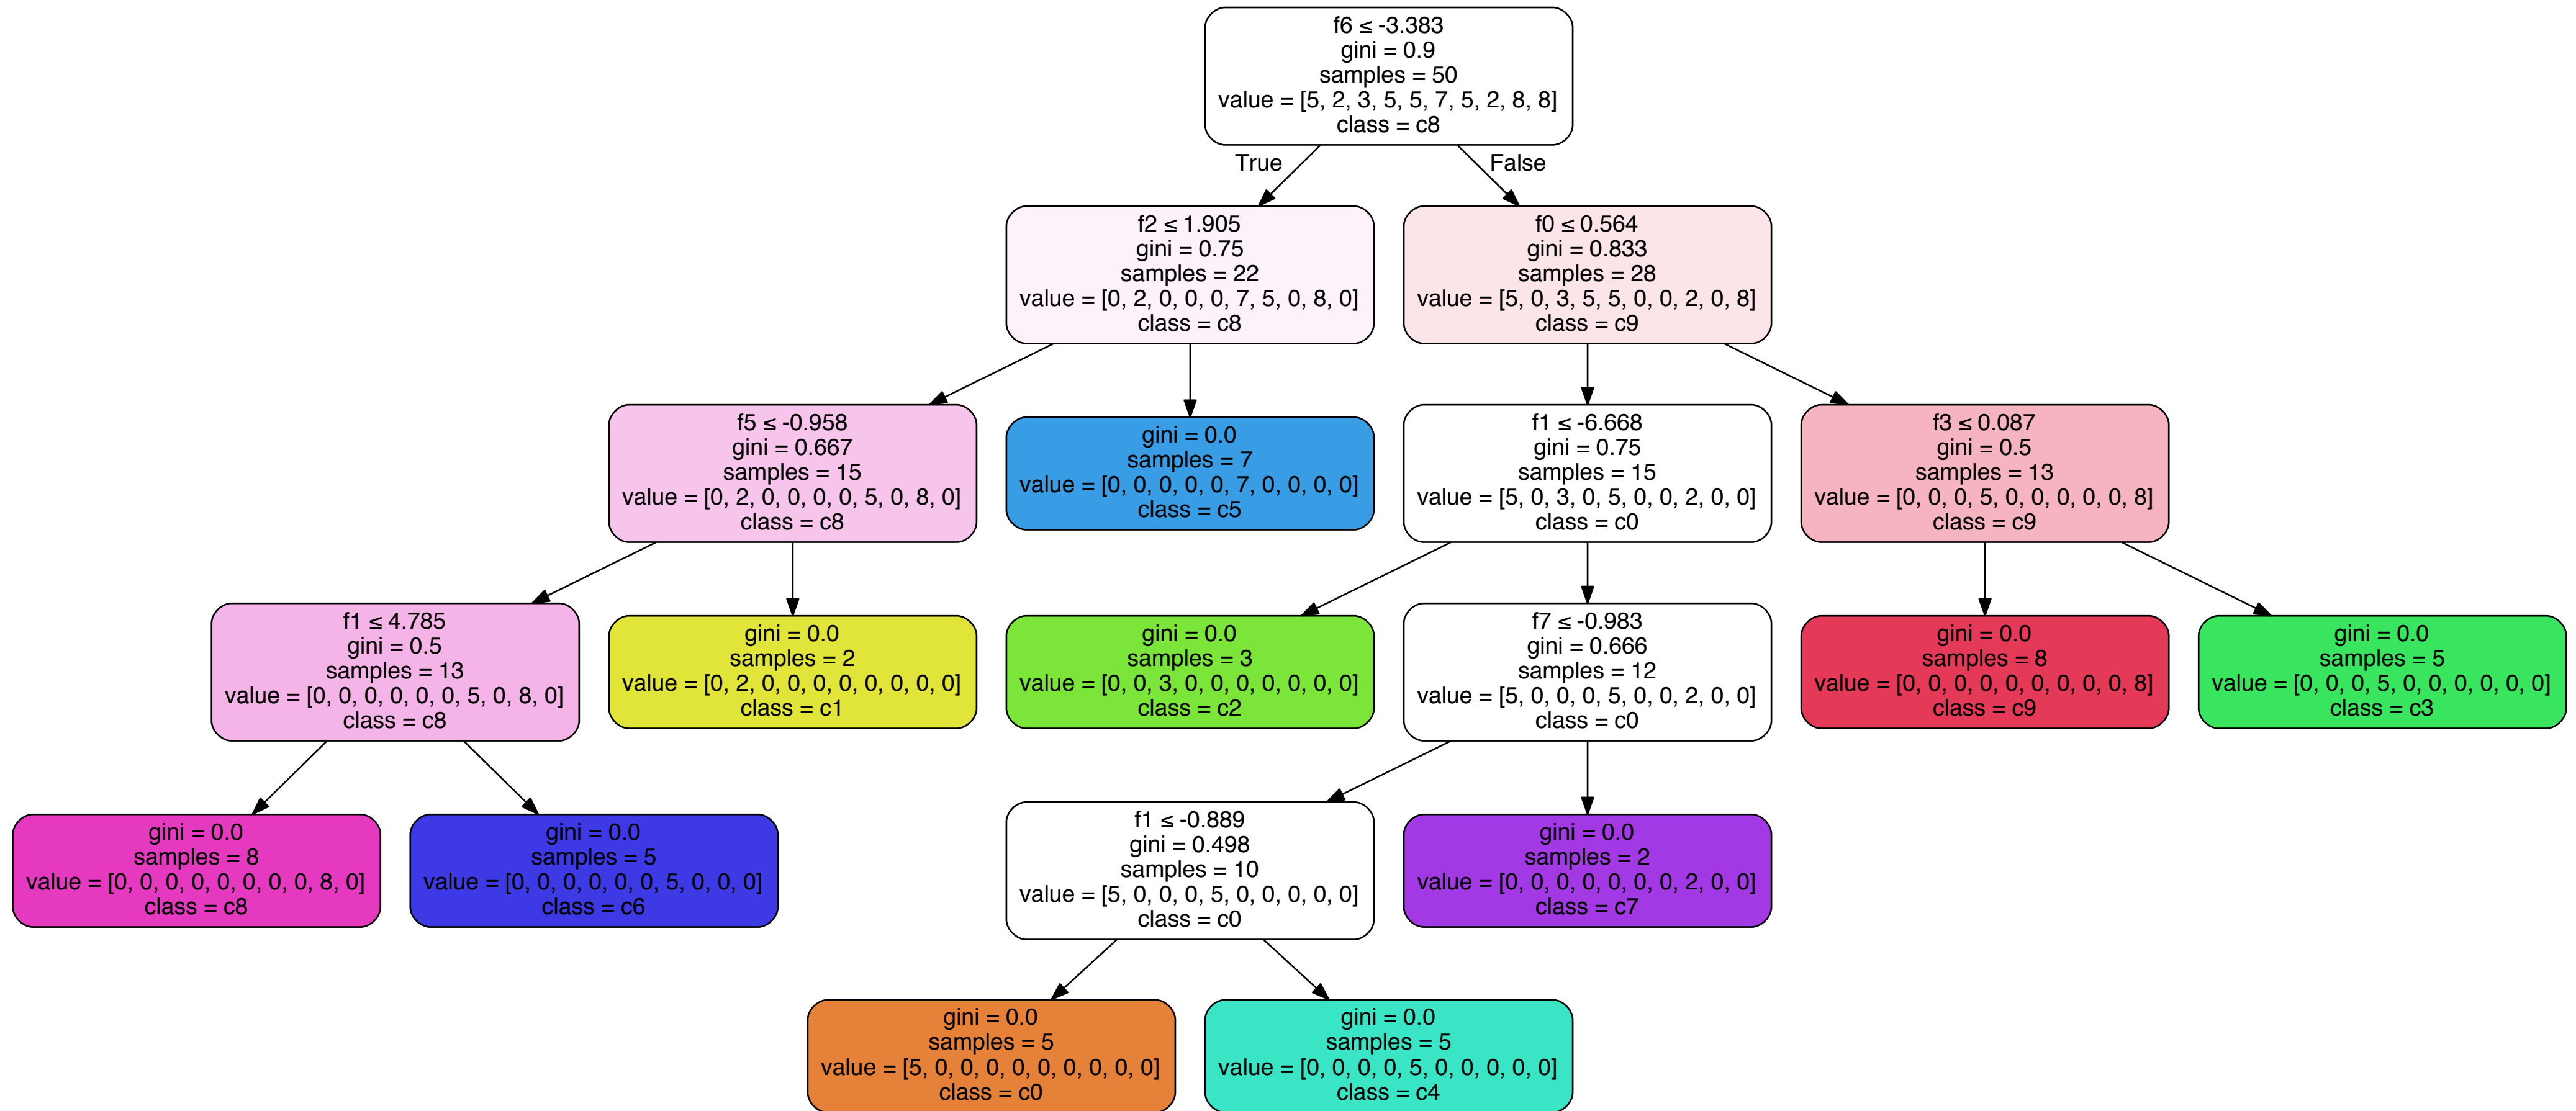 f6 ≤ -3.383
gini = 0.9
samples = 50
value = [5, 2, 3, 5, 5, 7, 5, 2, 8, 8]
class = c8
True
False
f2 ≤ 1.905
gini = 0.75
samples = 22
value = [0, 2, 0, 0, 0, 7, 5, 0, 8, 0]
class = c8
f0 ≤ 0.564
gini = 0.833
samples = 28
value = [5, 0, 3, 5, 5, 0, 0, 2, 0, 8]
class = c9
f5 ≤ -0.958
gini = 0.667
samples = 15
value = [0, 2, 0, 0, 0, 0, 5, 0, 8, 0]
class = c8
gini = 0.0
samples = 7
value = [0, 0, 0, 0, 0, 7, 0, 0, 0, 0]
class = c5
f1 ≤ -6.668
gini = 0.75
samples = 15
value = [5, 0, 3, 0, 5, 0, 0, 2, 0, 0]
class = c0
f3 ≤ 0.087
gini = 0.5
samples = 13
value = [0, 0, 0, 5, 0, 0, 0, 0, 0, 8]
class = c9
f1 ≤ 4.785
gini = 0.5
samples = 13
value = [0, 0, 0, 0, 0, 0, 5, 0, 8, 0]
class = c8
gini = 0.0
samples = 2
value = [0, 2, 0, 0, 0, 0, 0, 0, 0, 0]
class = c1
gini = 0.0
samples = 3
value = [0, 0, 3, 0, 0, 0, 0, 0, 0, 0]
class = c2
f7 ≤ -0.983
gini = 0.666
samples = 12
value = [5, 0, 0, 0, 5, 0, 0, 2, 0, 0]
class = c0
gini = 0.0
samples = 8
value = [0, 0, 0, 0, 0, 0, 0, 0, 0, 8]
class = c9
gini = 0.0
samples = 5
value = [0, 0, 0, 5, 0, 0, 0, 0, 0, 0]
class = c3
gini = 0.0
samples = 8
value = [0, 0, 0, 0, 0, 0, 0, 0, 8, 0]
class = c8
gini = 0.0
samples = 5
value = [0, 0, 0, 0, 0, 0, 5, 0, 0, 0]
class = c6
f1 ≤ -0.889
gini = 0.498
samples = 10
value = [5, 0, 0, 0, 5, 0, 0, 0, 0, 0]
class = c0
gini = 0.0
samples = 2
value = [0, 0, 0, 0, 0, 0, 0, 2, 0, 0]
class = c7
gini = 0.0
samples = 5
value = [5, 0, 0, 0, 0, 0, 0, 0, 0, 0]
class = c0
gini = 0.0
samples = 5
value = [0, 0, 0, 0, 5, 0, 0, 0, 0, 0]
class = c4